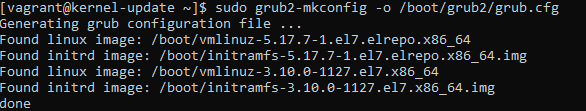 [vagrant@kernel-update ~]$ sudo grub2-mkconfig -o /boot/grub2/grub.cfg
Generating grub configuration file ...
Found linux image: /boot/vmlinuz-5.17.7-1.el7.elrepo.x86_64
Found initrd image: /boot/initramfs-5.17.7-1.el7.elrepo.x86_64.img
Found linux image: /boot/vmlinuz-3.10.0-1127.el7.x86_64
Found initrd image: /boot/initramfs-3.10.0-1127.el7.x86_64.img
done